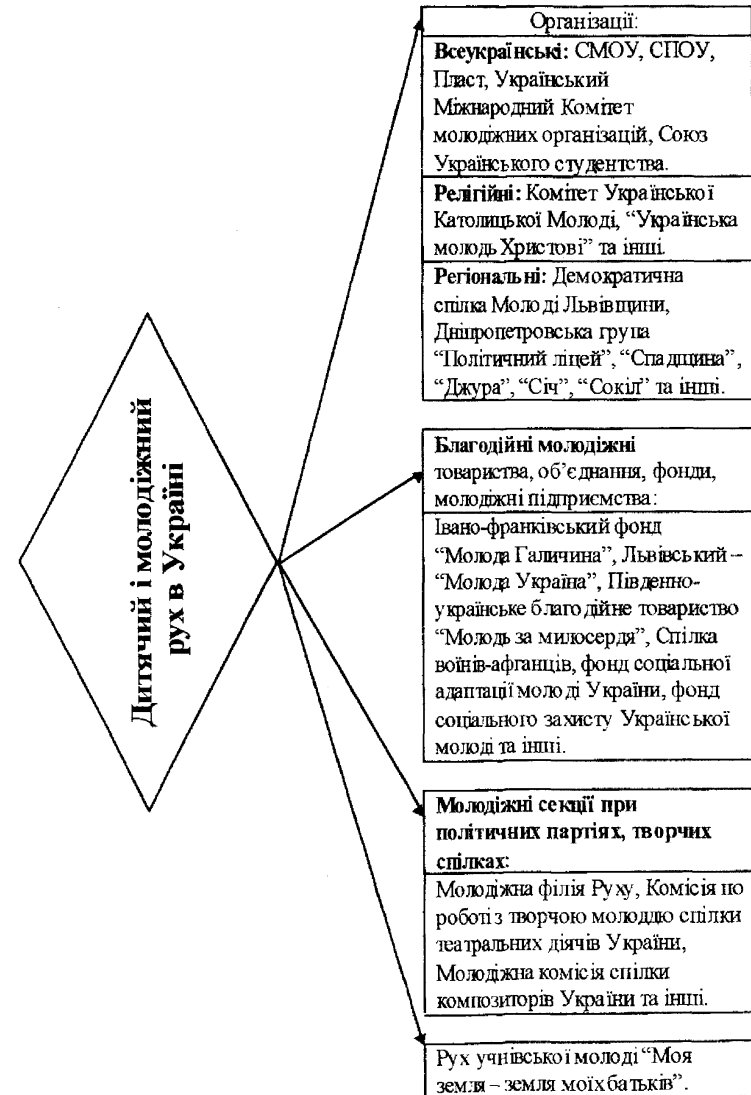 Дитячий і молодіжний
рух в Україні
Організації:
Всеукраїнські: СМОУ, СПОУ,
Пласт, Український
Міжнародний Комітет
молодіжних організацій, Союз
Українського студентства.
Релігійні: Комітет Української
Католицької Молоді, “Українська
молодь Христові” та інші.
Регіональні: Демократична
спілка Молоді Львівщини,
Дніпропетровська група
“Політичний ліцей”, “Спадщина”,
“Джура”, “Січ”, “Сокіл” та інші.
Благодійні молодіжні
товариства, об’єднання, фонди,
молодіжні підприємства:
Івано-франківський фонд
“Молода Галичина”, Львівський –
“Молода Україна”, Південно-
українське благодійне товариство
“Молодь за милосердя”, Спілка
воїнів-афганців, фонд соціальної
адаптації молоді України, фонд
соціального захисту Української
молоді та інші.
Молодіжні секції при
політичних партіях, творчих
спілках:
Молодіжна філія Руху, Комісія по
роботі з творчою молоддю спілки
театральних діячів України,
Молодіжна комісія спілки
композиторів України та інші.
Рух учнівської молоді “Моя
земля – земля моїх батьків”.